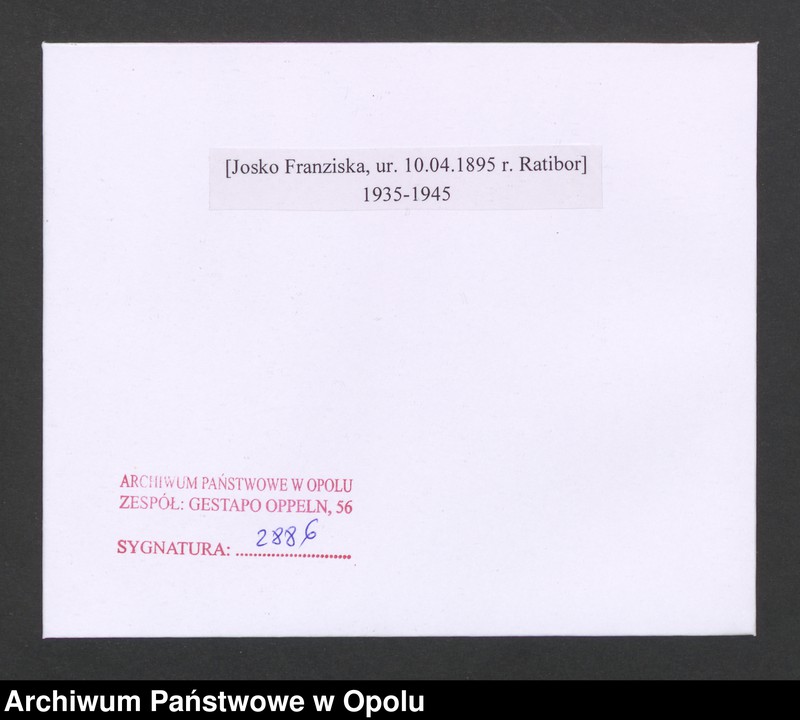 [Josko Franziska, ur. 10.04.1895 r. Ratibor]
1935-1945
ARCHIWUM PAŃSTWOWE W OPOLU
ZESPÓŁ: GESTAPO OPPELN, 56
SYGNATURA: 2886
Archiwum Państwowe w Opolu